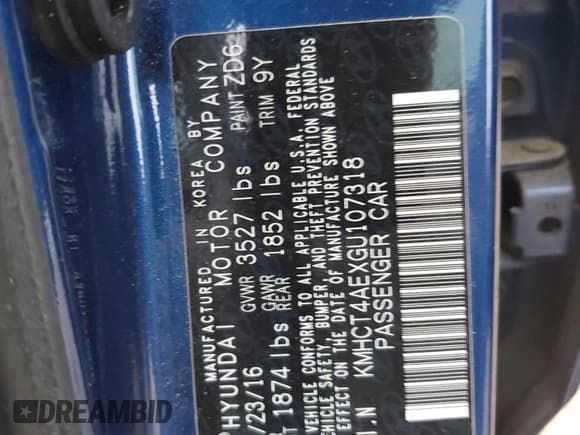 MANUFACTURED IN KOREA BY
HYUNDAI MOTOR COMPANY
/23/16 GVWR 3527 lbs PAINT ZD6
1874 lbs GAWR REAR 1852 lbs TRIM 9Y
VEHICLE CONFORMS TO ALL APPLICABLE U.S.A. FEDERAL
VEHICLE SAFETY, BUMPER, AND THEFT PREVENTION STANDARDS
EFFECT ON THE DATE OF MANUFACTURE SHOWN ABOVE
I.N KMHCT4AEXGU107318
PASSENGER CAR
DREAMBID